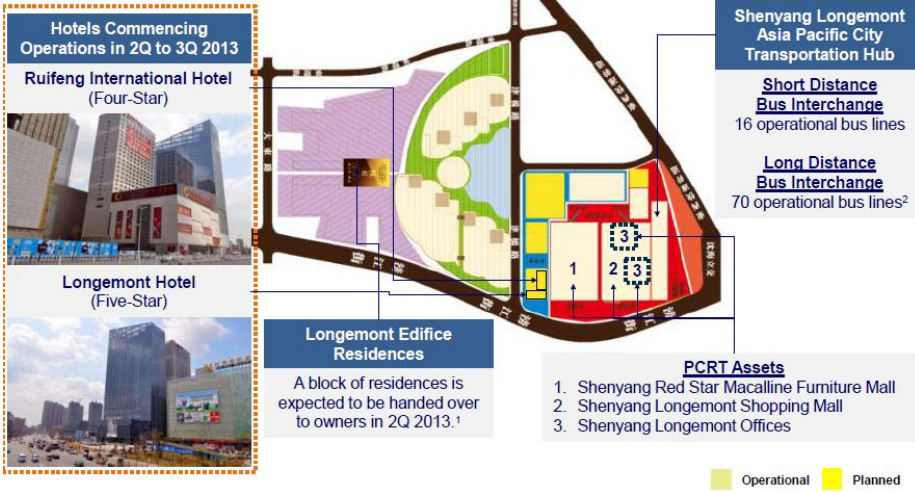 Hotels Commencing
Operations in 2Q to 3Q 2013
Ruifeng International Hotel
(Four-Star)
Longemont Hotel
(Five-Star)
Longemont Edifice
Residences
A block of residences is
expected to be handed over
to owners in 2Q 2013.¹
1
2
3
3
Shenyang Longemont
Asia Pacific City
Transportation Hub
Short Distance
Bus Interchange
16 operational bus lines
Long Distance
Bus Interchange
70 operational bus lines²
PCRT Assets
1. Shenyang Red Star Macalline Furniture Mall
2. Shenyang Longemont Shopping Mall
3. Shenyang Longemont Offices
Operational
Planned